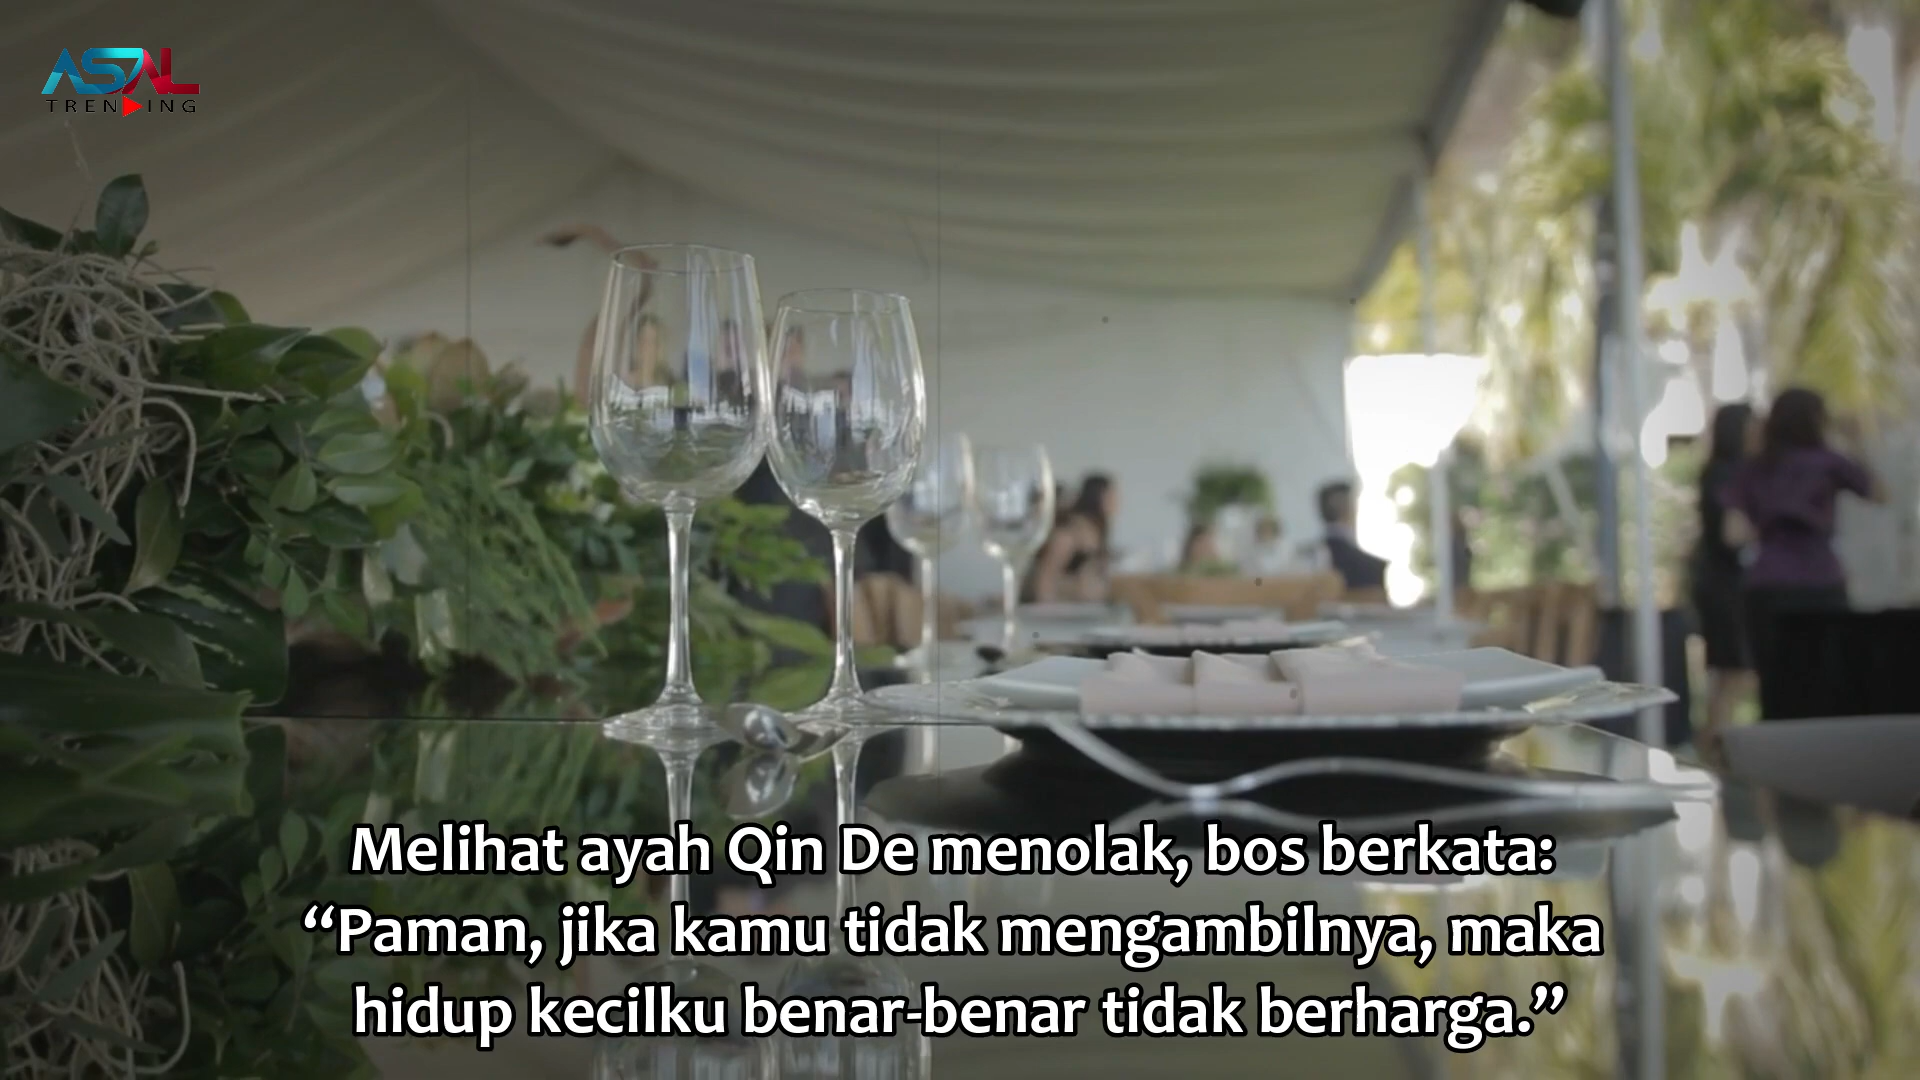 ASAL
TRENDING
Melihat ayah Qin De menolak, bos berkata:
“Paman, jika kamu tidak mengambilnya, maka
hidup kecilku benar-benar tidak berharga.”